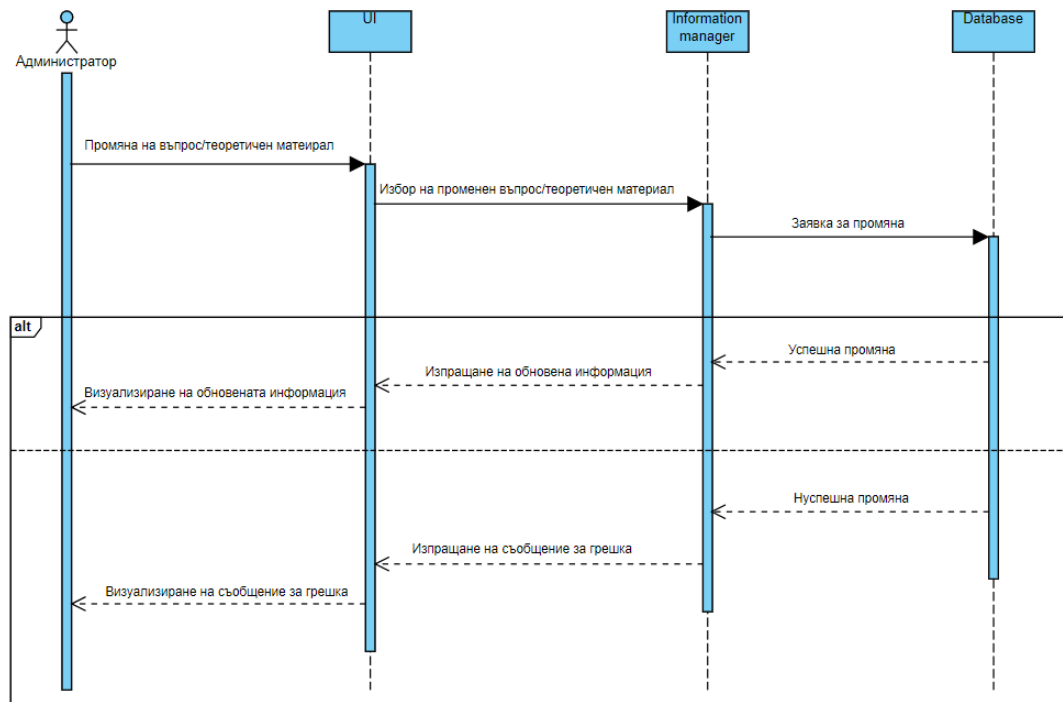 UI
Information
manager
Database
Администратор
Промяна на въпрос/теоретичен матеирал
Избор на променен въпрос/теоретичен материал
Заявка за промяна
alt
Успешна промяна
Изпращане на обновена информация
Визуализиране на обновената информация
Нуспешна промяна
Изпращане на съобщение за грешка
Визуализиране на съобщение за грешка